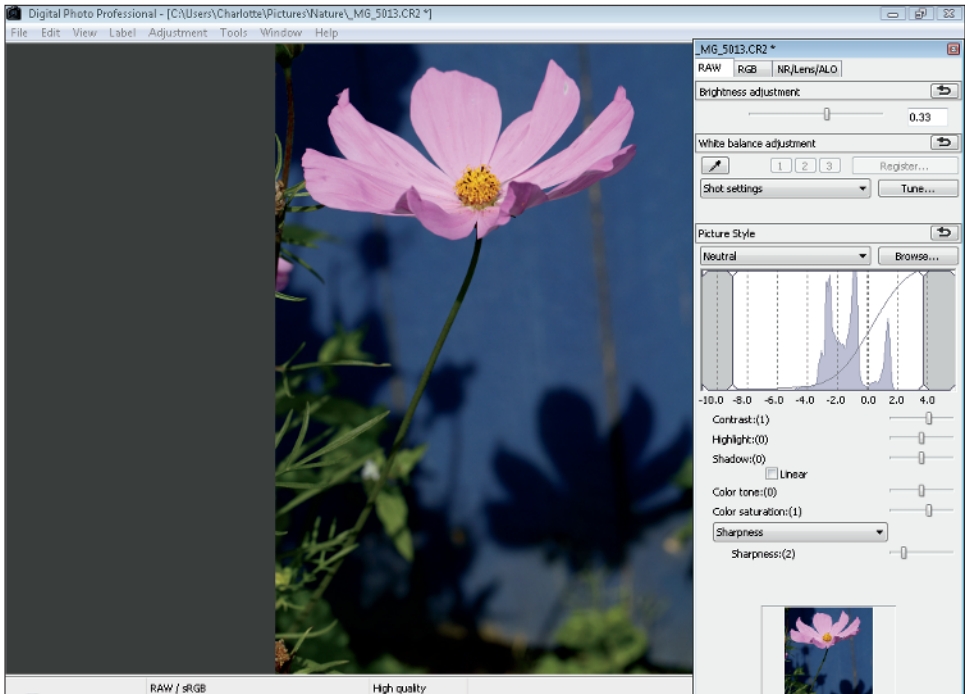 Digital Photo Professional - [C:\Users\Charlotte\Pictures\Nature\_MG_5013.CR2 *]
File Edit View Label Adjustment Tools Window Help
_MG_5013.CR2 *
RAW RGB NR/Lens/ALO
Brightness adjustment
0.33
White balance adjustment
1 2 3 Register...
Shot settings Tune...
Picture Style
Neutral Browse...
-10.0 -8.0 -6.0 -4.0 -2.0 0.0 2.0 4.0
Contrast:(1)
Highlight:(0)
Shadow:(0)
Linear
Color tone:(0)
Color saturation:(1)
Sharpness
Sharpness:(2)
RAW / sRGB High quality